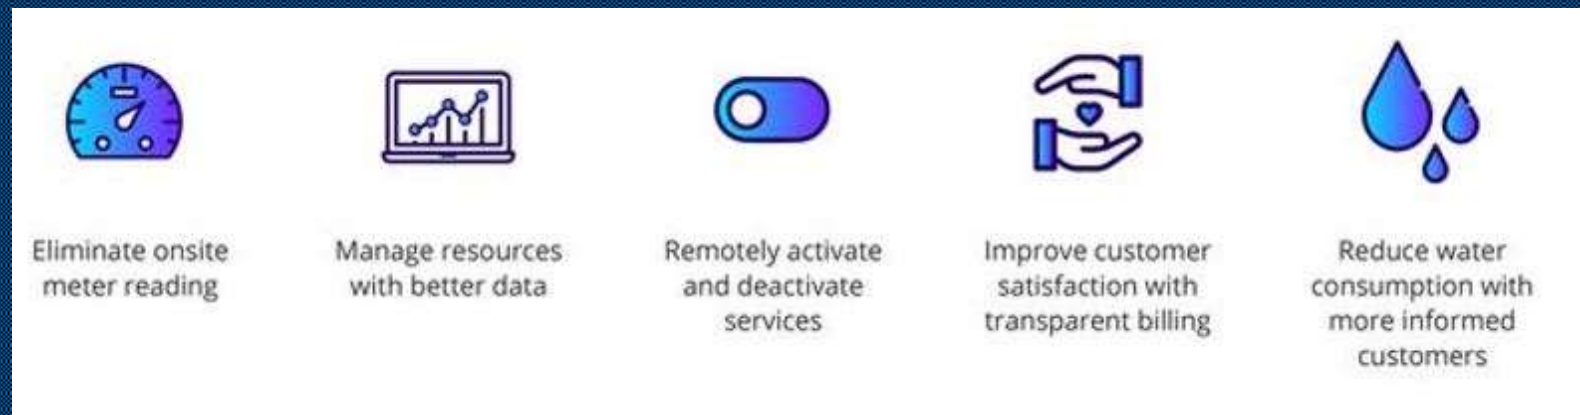 Eliminate onsite
meter reading
Manage resources
with better data
Remotely activate
and deactivate
services
Improve customer
satisfaction with
transparent billing
Reduce water
consumption with
more informed
customers